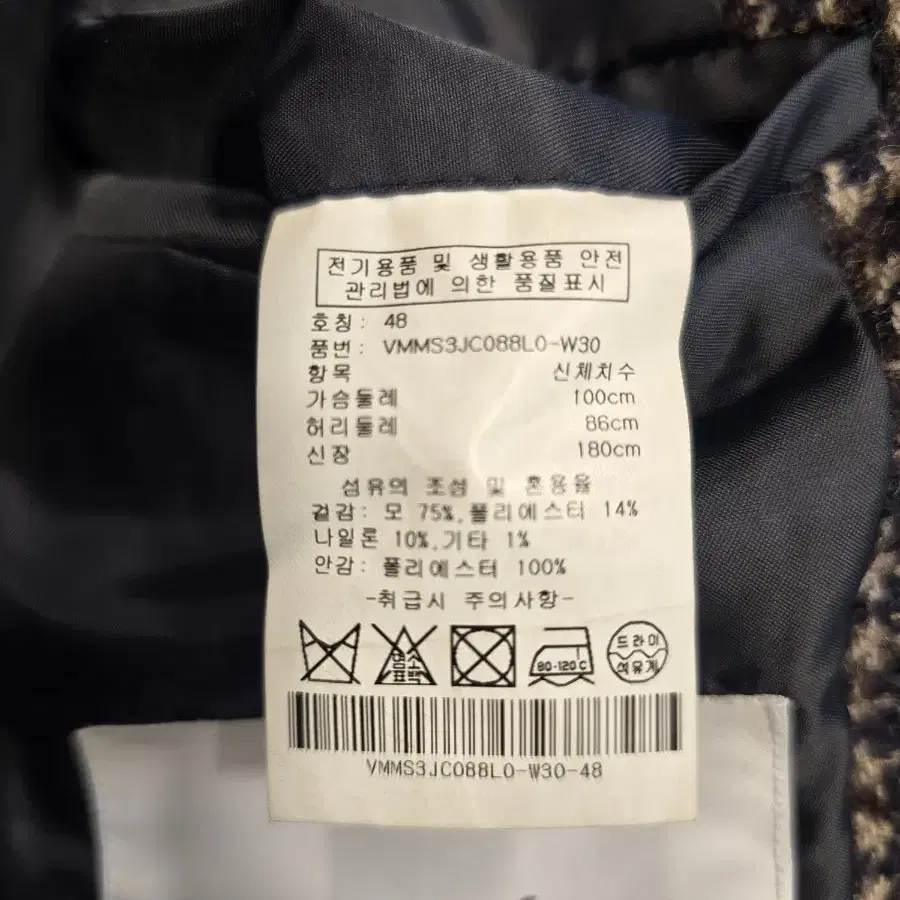 전기용품 및 생활용품 안전
관리법에 의한 품질표시
호칭: 48
품번: VMMS3JC088L0-W30
항목 신체치수
가슴둘레 100cm
허리둘레 86cm
신장 180cm
섬유의 조성 및 혼용율
겉감: 모 75%,폴리에스터 14%
나일론 10%,기타 1%
안감: 폴리에스터 100%
-취급시 주의사항-
염소
표백
80-120℃
드라이
석유계
VMMS3JC088L0-W30-48